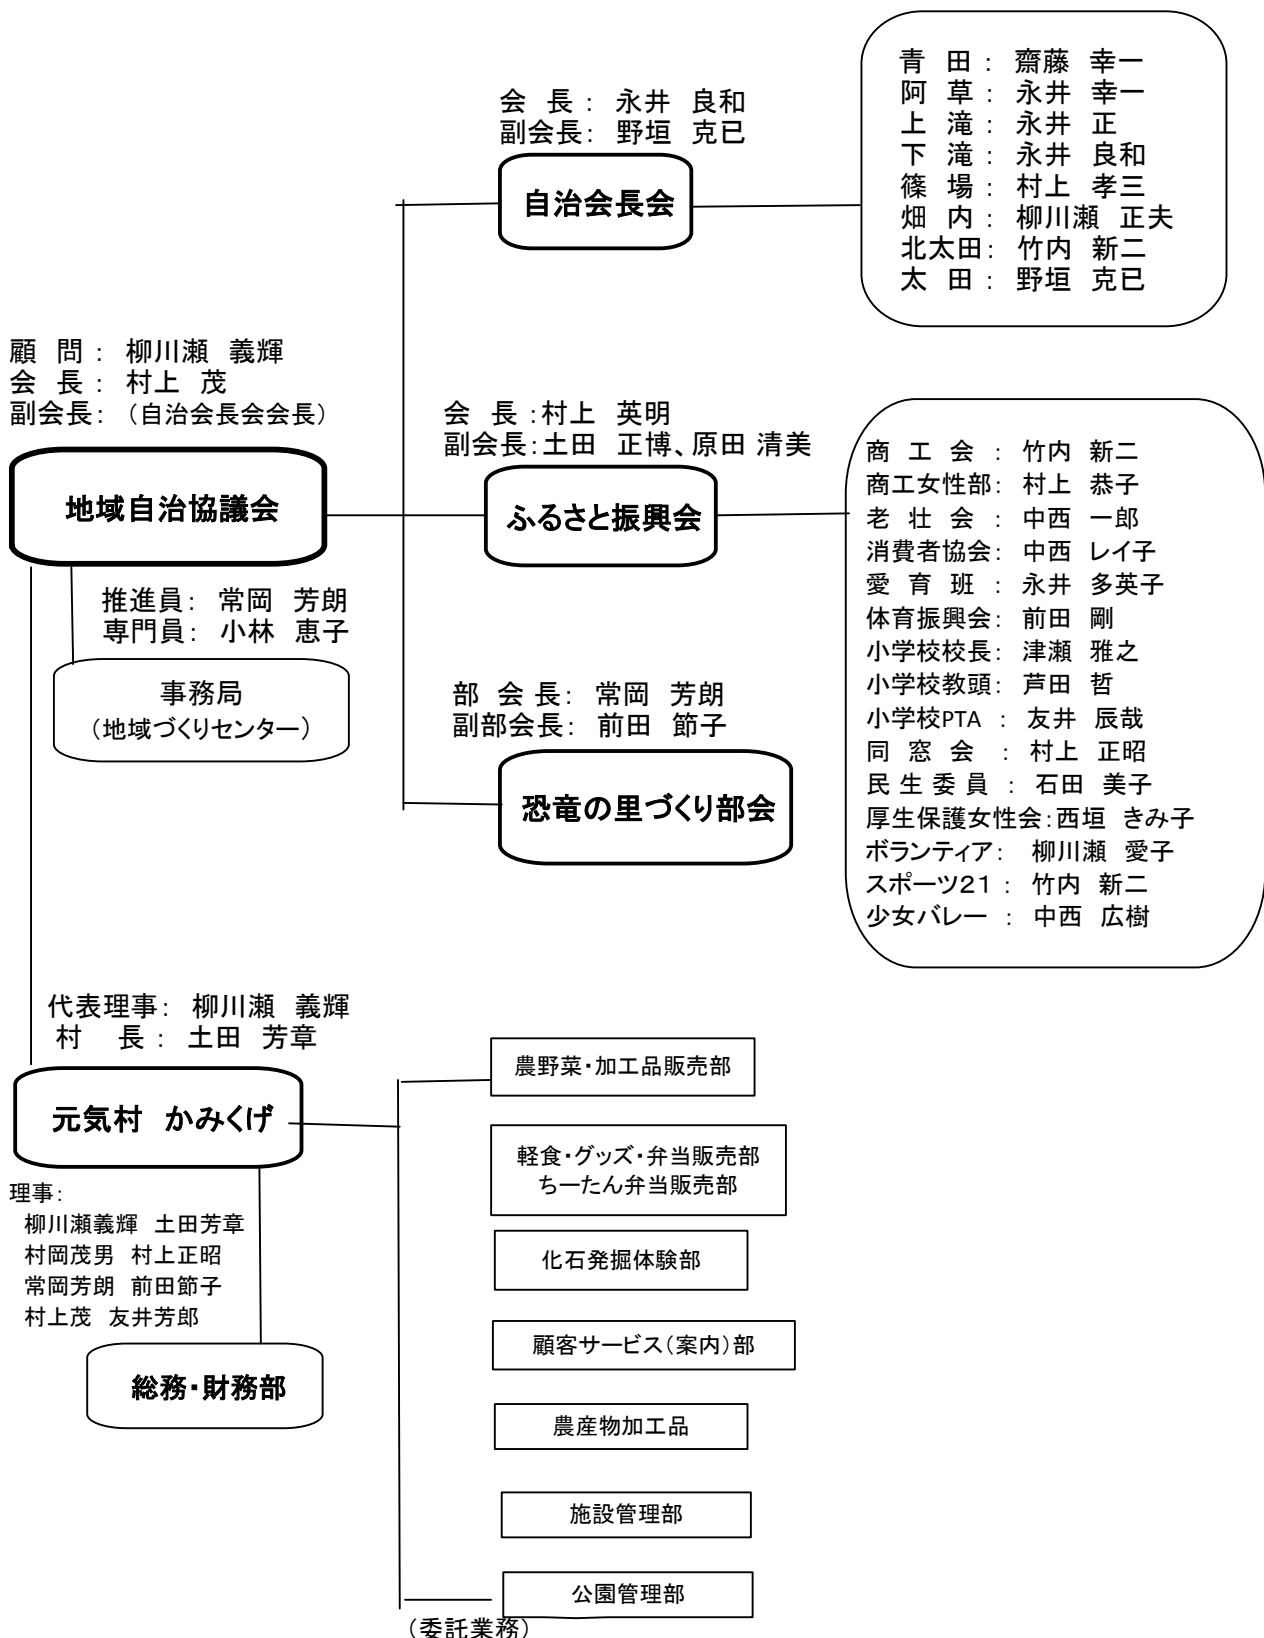 会　長： 永井　良和
副会長： 野垣　克已
自治会長会
青　田： 齋藤　幸一
阿　草： 永井　幸一
上　滝： 永井　正
下　滝： 永井　良和
篠　場： 村上　孝三
畑　内： 柳川瀬　正夫
北太田： 竹内　新二
太　田： 野垣　克已
顧　問： 柳川瀬　義輝
会　長： 村上　茂
副会長： （自治会長会会長）
地域自治協議会
推進員： 常岡　芳朗
専門員： 小林　恵子
事務局
（地域づくりセンター）
会　長：村上　英明
副会長：土田　正博、原田 清美
ふるさと振興会
商　工　会 ： 竹内　新二
商工女性部： 村上　恭子
老　壮　会 ： 中西　一郎
消費者協会： 中西　レイ子
愛　育　班 ： 永井　多英子
体育振興会： 前田　剛
小学校校長： 津瀬　雅之
小学校教頭： 芦田　哲
小学校PTA ： 友井　辰哉
同　窓　会 ： 村上　正昭
民 生 委 員 ： 石田　美子
厚生保護女性会：西垣　きみ子
ボランティア： 柳川瀬　愛子
スポーツ２１ ： 竹内　新二
少女バレー ： 中西　広樹
部 会 長： 常岡　芳朗
副部会長： 前田　節子
恐竜の里づくり部会
代表理事： 柳川瀬　義輝
村　　長： 土田　芳章
元気村　かみくげ
理事：
柳川瀬義輝　土田芳章
村岡茂男　村上正昭
常岡芳朗　前田節子
村上茂　友井芳郎
総務・財務部
農野菜・加工品販売部
軽食・グッズ・弁当販売部
ちーたん弁当販売部
化石発掘体験部
顧客サービス（案内）部
農産物加工品
施設管理部
公園管理部
（委託業務）